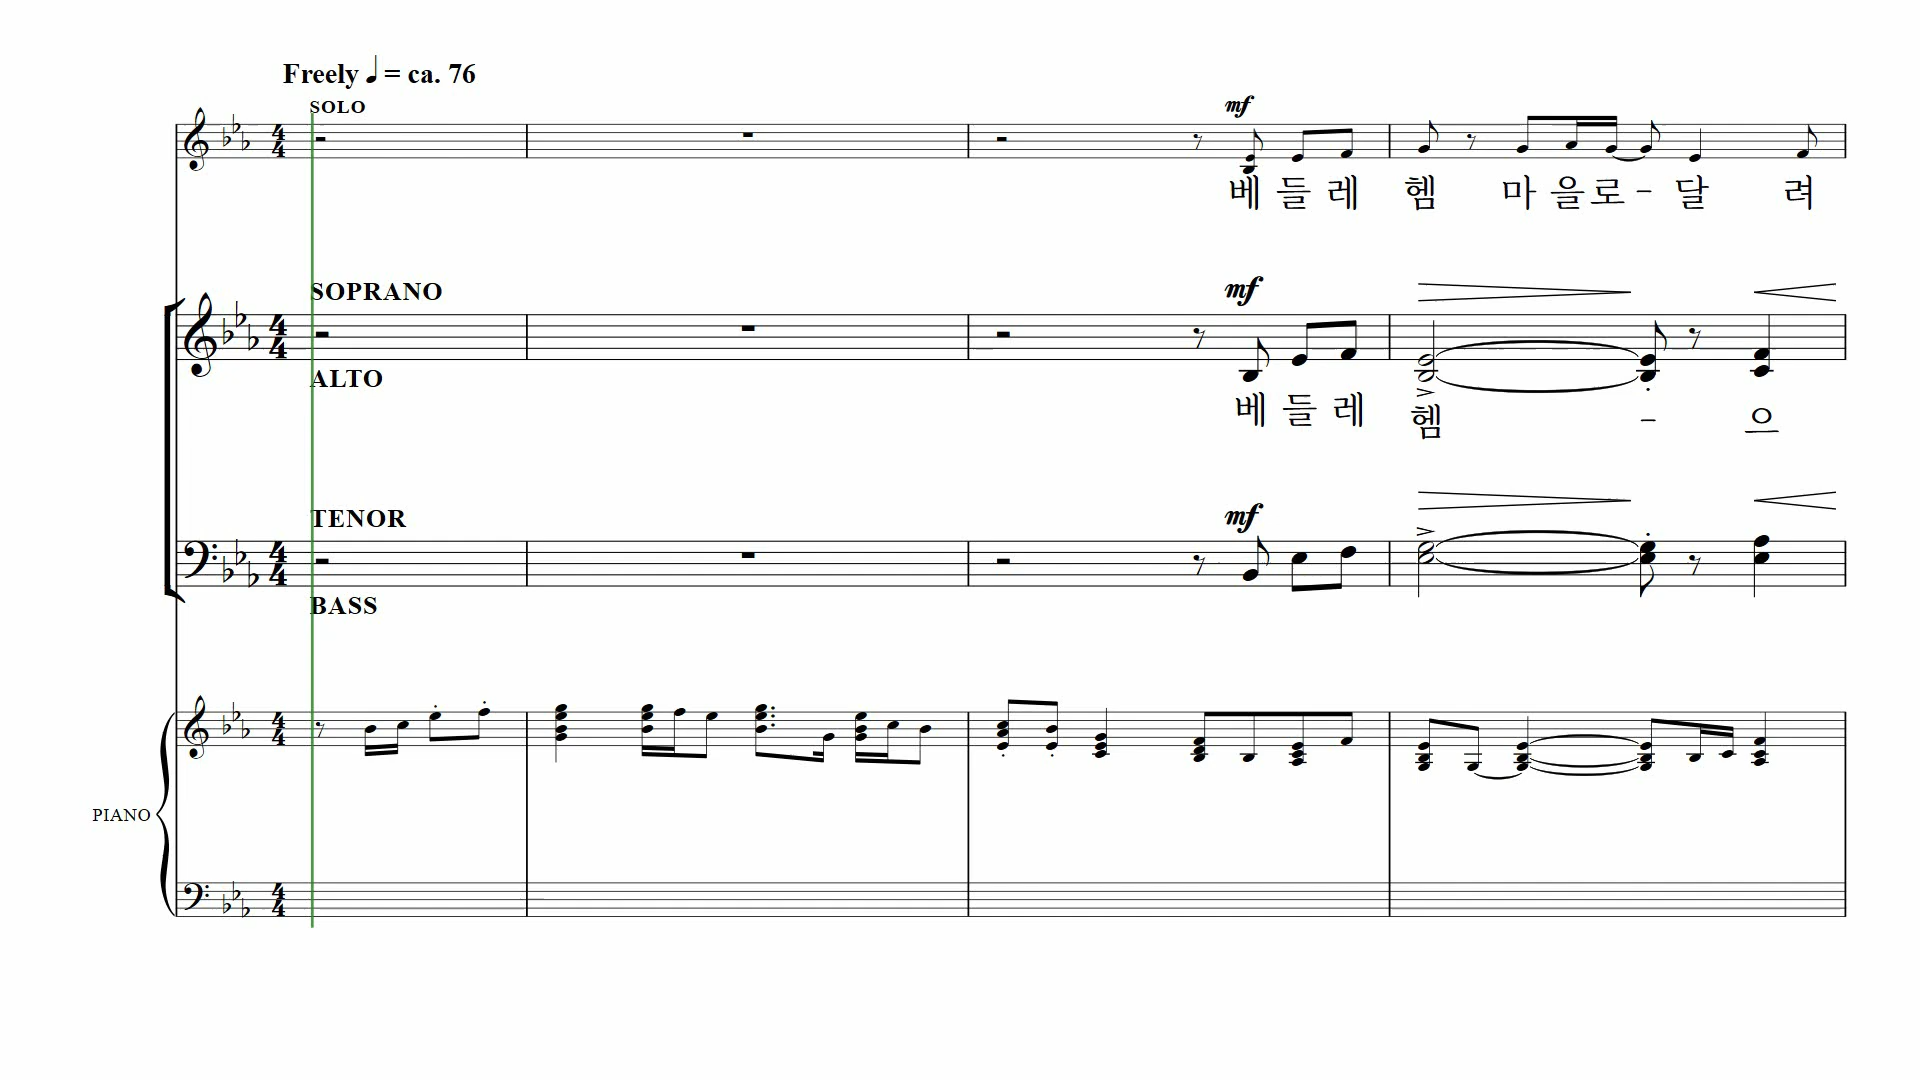 Freely ♩= ca. 76
SOLO
mf
베 들 레 헴 마 을 로 - 달 려
SOPRANO
mf
ALTO
베 들 레 헴 - 으
TENOR
mf
BASS
PIANO